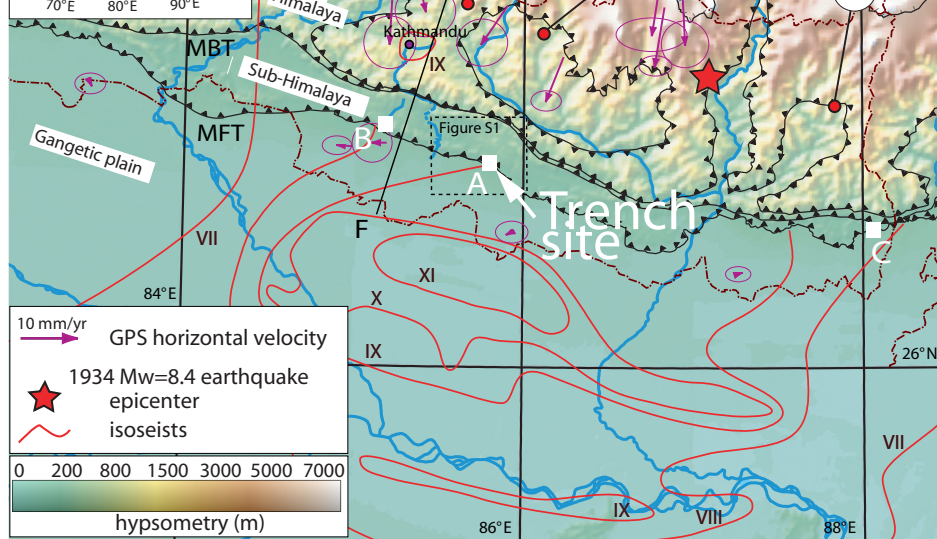 70°E 80°E 90°E
Himalaya
Kathmandu
MBT
IX
Sub-Himalaya
Figure S1
MFT
B
Gangetic plain
A
Trench
site
F
C
VII
XI
84°E
X
10 mm/yr
GPS horizontal velocity
IX
26°N
1934 Mw=8.4 earthquake
epicenter
isoseists
VII
0 200 800 1500 3000 5000 7000
hypsometry (m)
IX
VIII
86°E
88°E